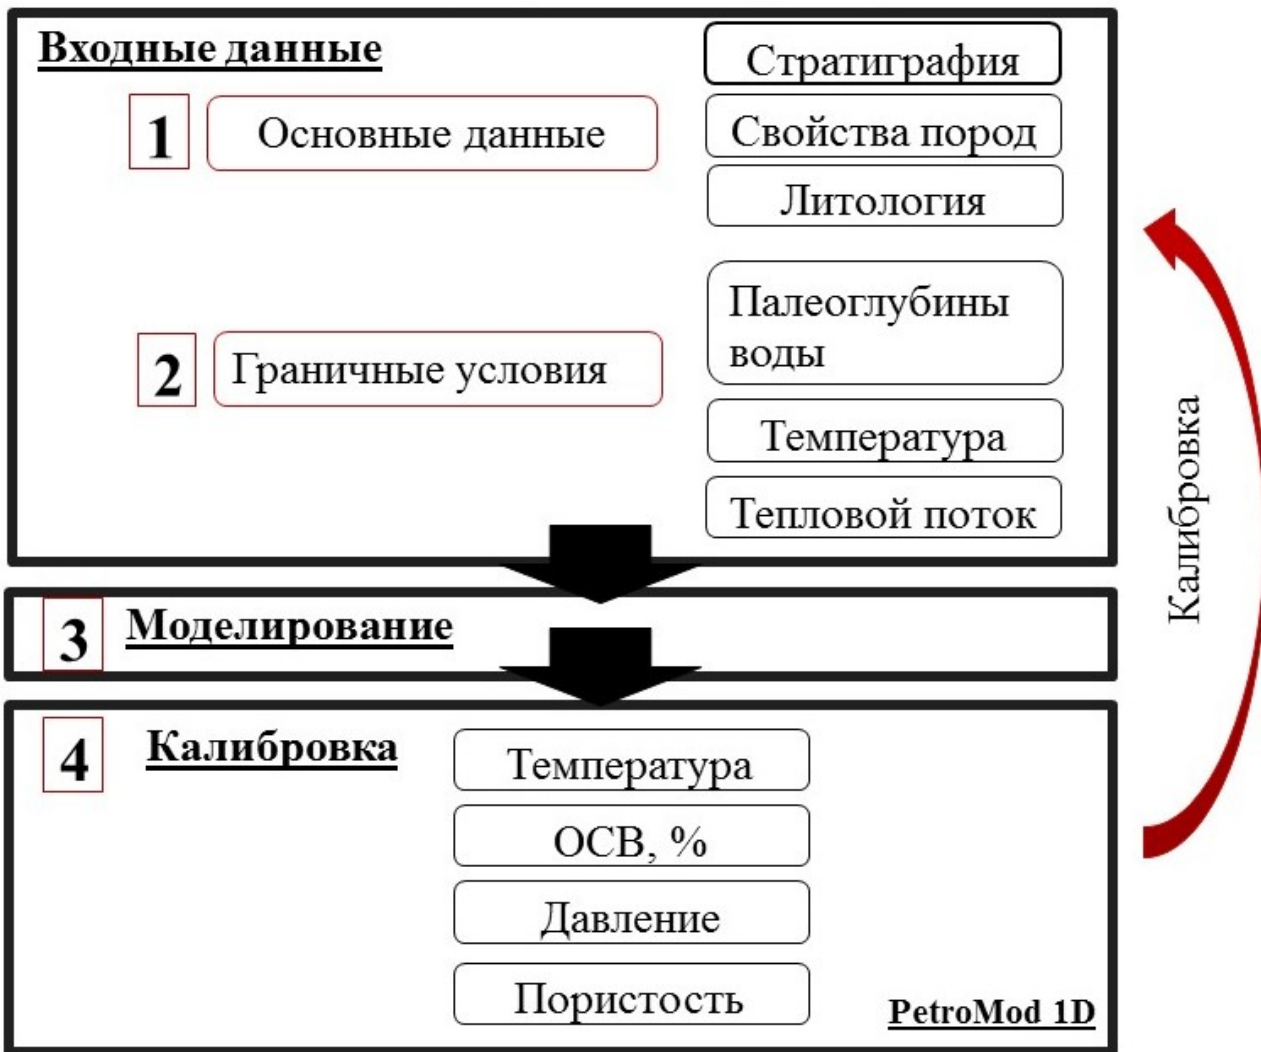 Входные данные
Стратиграфия
1
Основные данные
Свойства пород
Литология
Палеоглубины
воды
2
Граничные условия
Температура
Тепловой поток
Калибровка
3
Моделирование
4
Калибровка
Температура
ОСВ, %
Давление
Пористость
PetroMod 1D